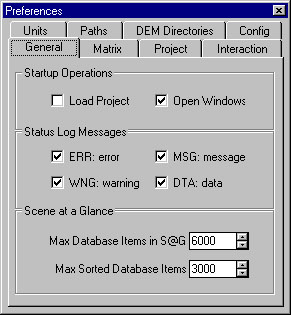 Preferences
Units Paths DEM Directories Config
General Matrix Project Interaction
Startup Operations
Load Project Open Windows
Status Log Messages
ERR: error MSG: message
WNG: warning DTA: data
Scene at a Glance
Max Database Items in S@G 6000
Max Sorted Database Items 3000